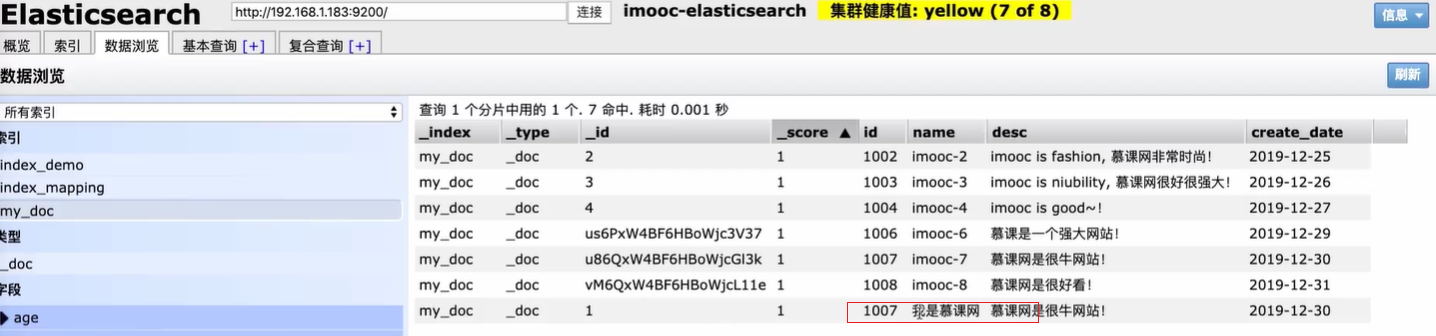 Elasticsearch http://192.168.1.183:9200/ 连接 imooc-elasticsearch 集群健康值: yellow (7 of 8) 信息
概览 索引 数据浏览 基本查询 [+] 复合查询 [+]
数据浏览 刷新
所有索引
索引
index_demo
index_mapping
my_doc
类型
_doc
字段
age
查询 1 个分片中用的 1 个. 7 命中. 耗时 0.001 秒
_index _type _id _score id name desc create_date
my_doc _doc 2 1 1002 imooc-2 imooc is fashion, 慕课网非常时尚! 2019-12-25
my_doc _doc 3 1 1003 imooc-3 imooc is niubility, 慕课网很好很强大! 2019-12-26
my_doc _doc 4 1 1004 imooc-4 imooc is good~! 2019-12-27
my_doc _doc us6PxW4BF6HBoWjc3V37 1 1006 imooc-6 慕课是一个强大网站! 2019-12-29
my_doc _doc u86QxW4BF6HBoWjcGl3k 1 1007 imooc-7 慕课网是很牛网站! 2019-12-30
my_doc _doc vM6QxW4BF6HBoWjcL11e 1 1008 imooc-8 慕课网是很好看! 2019-12-31
my_doc _doc 1 1 1007 我是慕课网 慕课网是很牛网站! 2019-12-30